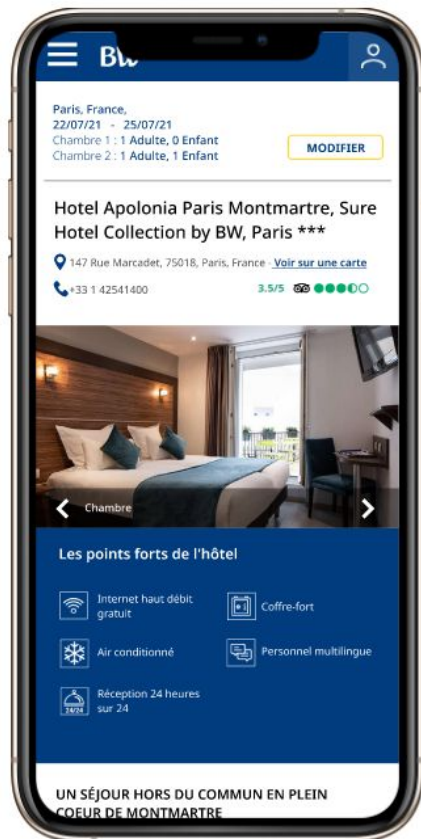 BW
Paris, France,
22/07/21 - 25/07/21
Chambre 1 : 1 Adulte, 0 Enfant
Chambre 2 : 1 Adulte, 1 Enfant
MODIFIER
Hotel Apolonia Paris Montmartre, Sure
Hotel Collection by BW, Paris ***
147 Rue Marcadet, 75018, Paris, France - Voir sur une carte
+33 1 42541400
3.5/5
Chambre
Les points forts de l'hôtel
Internet haut débit
gratuit
Coffre-fort
Air conditionné
Personnel multilingue
24/24
Réception 24 heures
sur 24
UN SÉJOUR HORS DU COMMUN EN PLEIN
COEUR DE MONTMARTRE